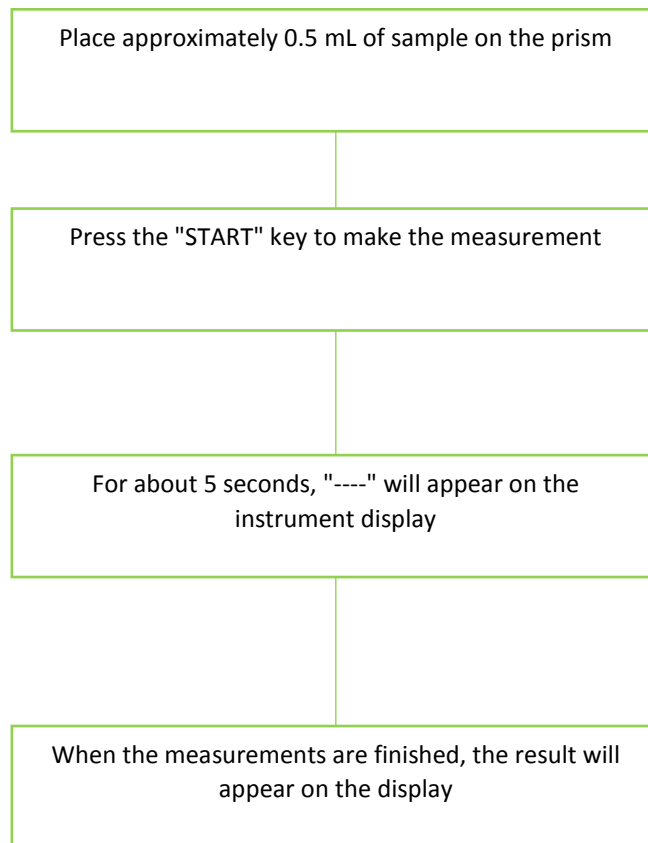 Place approximately 0.5 mL of sample on the prism
Press the "START" key to make the measurement
For about 5 seconds, "----" will appear on the
instrument display
When the measurements are finished, the result will
appear on the display